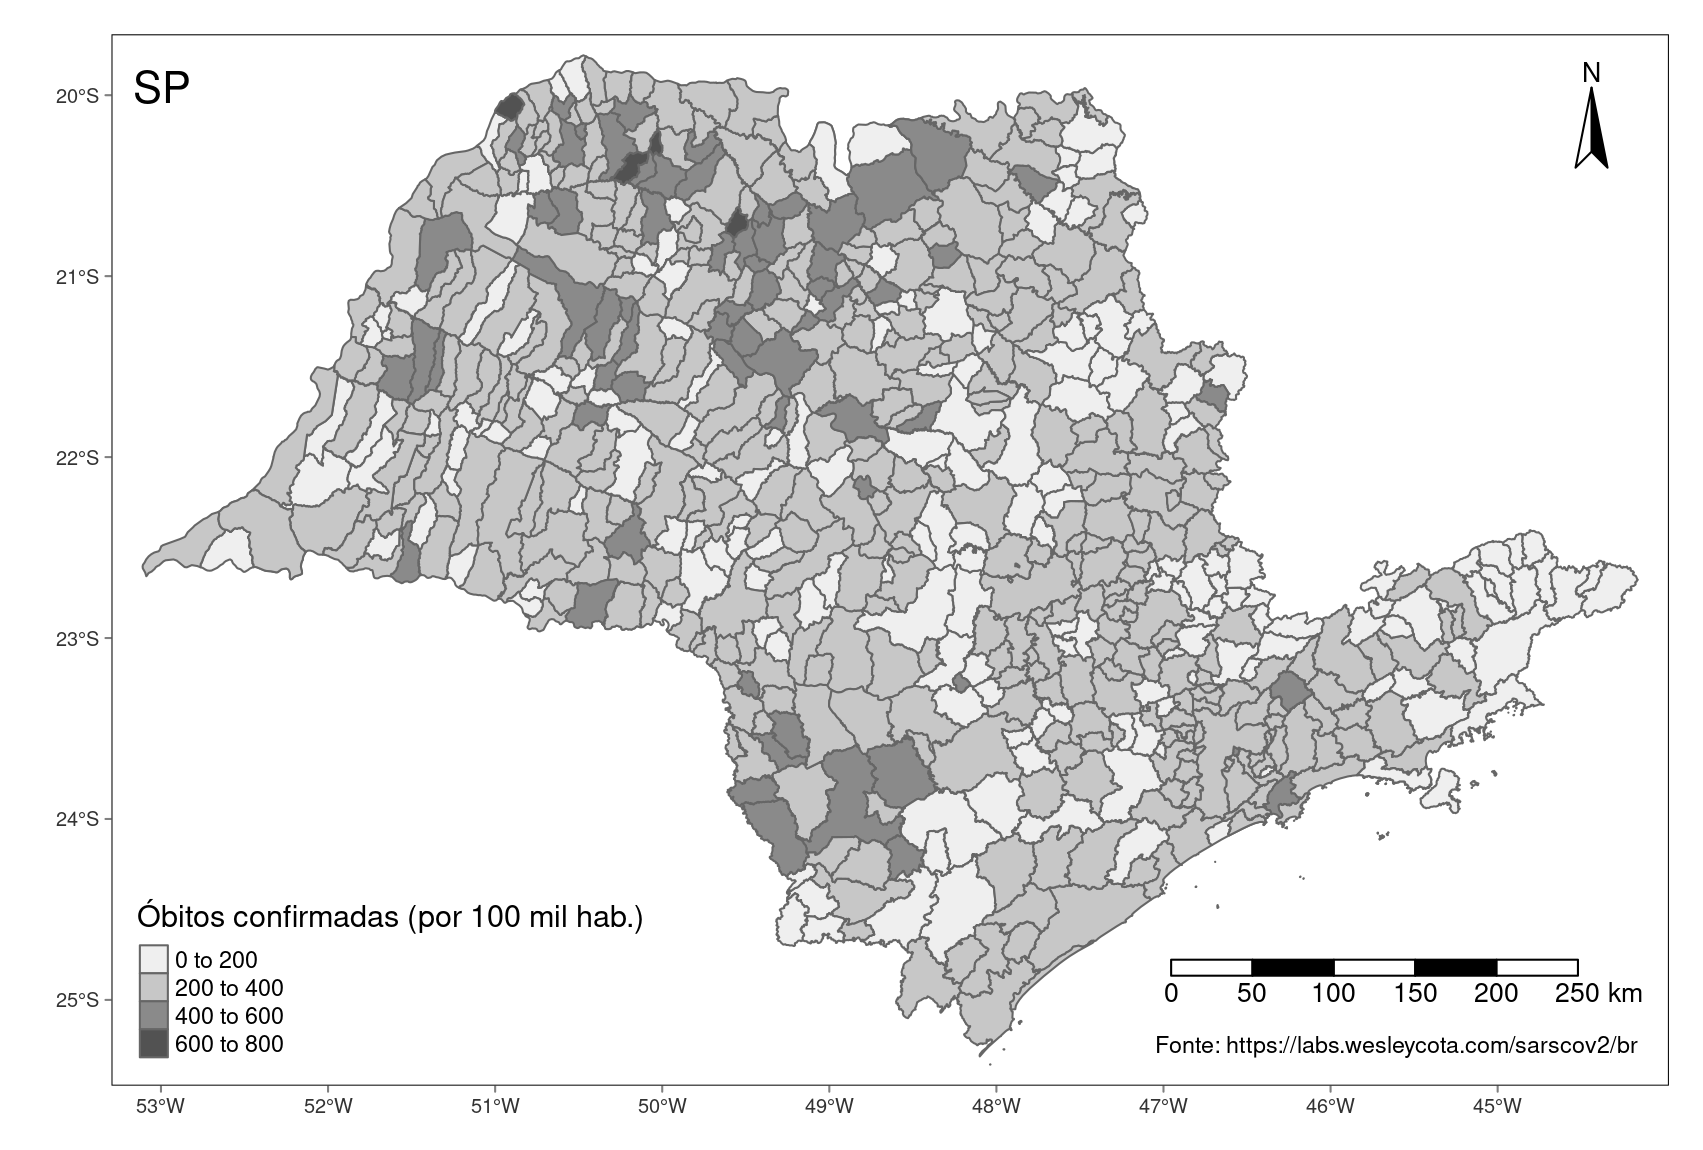 SP
N
20°S
21°S
22°S
23°S
24°S
25°S
Óbitos confirmadas (por 100 mil hab.)
0 to 200
200 to 400
400 to 600
600 to 800
0 50 100 150 200 250 km
Fonte: https://labs.wesleycota.com/sarscov2/br
53°W 52°W 51°W 50°W 49°W 48°W 47°W 46°W 45°W